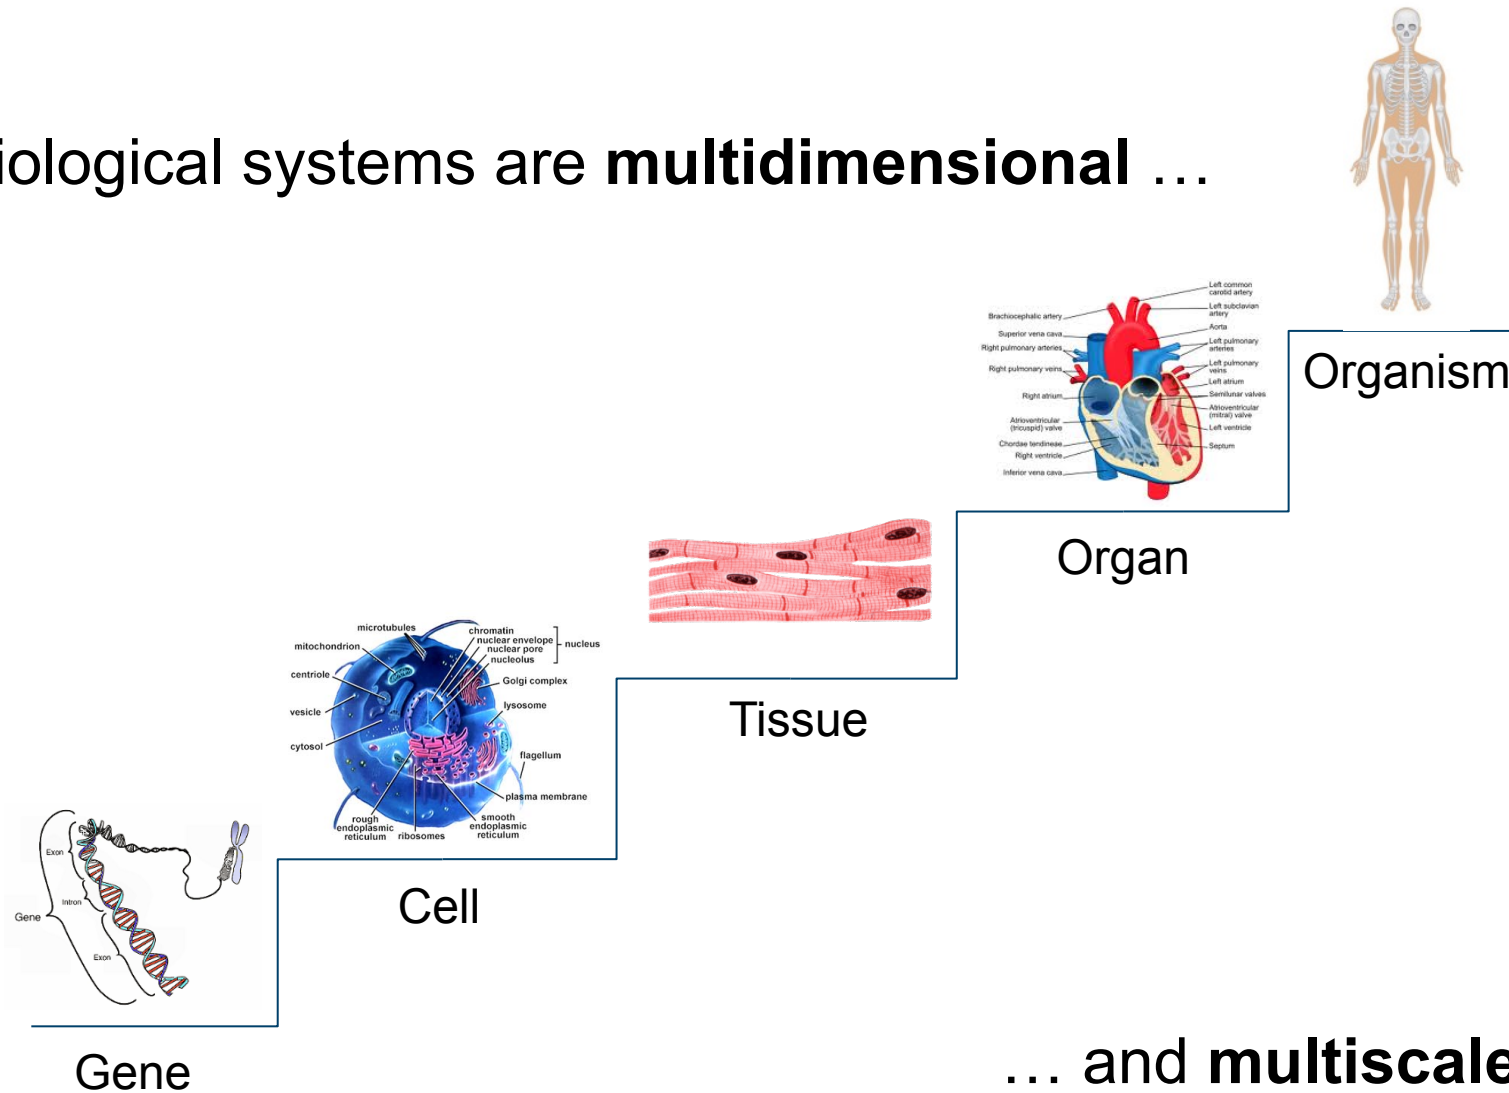 iological systems are multidimensional …
Left common
carotid artery
Left subclavian
artery
Brachiocephalic artery
Aorta
Superior vena cava
Left pulmonary
arteries
Right pulmonary arteries
Left pulmonary
veins
Right pulmonary veins
Left atrium
Semilunar valves
Right atrium
Atrioventricular
(mitral) valve
Atrioventricular
(tricuspid) valve
Left ventricle
Chordae tendineae
Septum
Right ventricle
Inferior vena cava
Organism
Organ
Tissue
microtubules
chromatin
nuclear envelope
nuclear pore
nucleolus
nucleus
mitochondrion
centriole
Golgi complex
vesicle
lysosome
cytosol
flagellum
plasma membrane
rough
endoplasmic
reticulum
ribosomes
smooth
endoplasmic
reticulum
Cell
Exon
Intron
Gene
Exon
Gene
… and multiscale